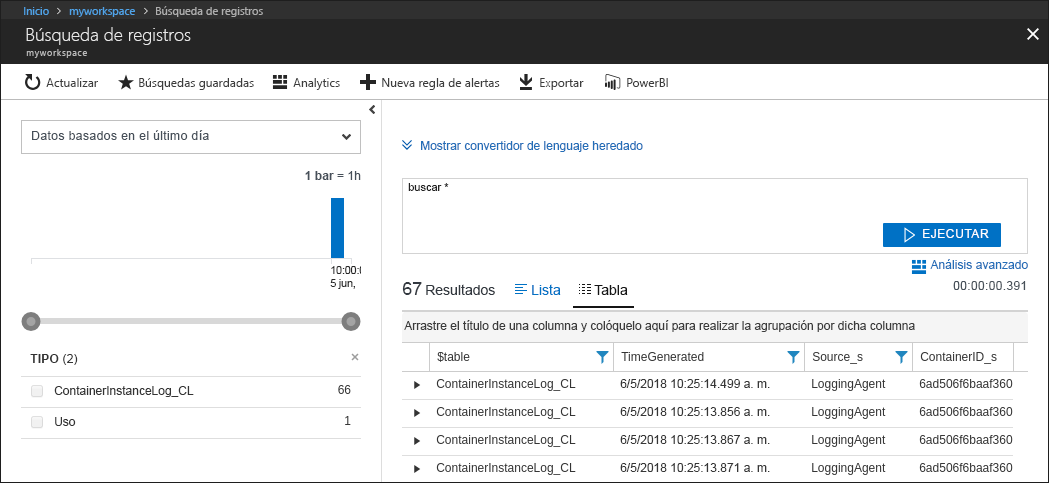 Inicio > myworkspace > Búsqueda de registros
Búsqueda de registros
myworkspace
Actualizar Búsquedas guardadas Analytics Nueva regla de alertas Exportar PowerBI
Datos basados en el último día
1 bar = 1h
10:00:0
5 jun,
TIPO (2)
ContainerInstanceLog_CL 66
Uso 1
Mostrar convertidor de lenguaje heredado
buscar *
EJECUTAR
Análisis avanzado
67 Resultados Lista Tabla 00:00:00.391
Arrastre el título de una columna y colóquelo aquí para realizar la agrupación por dicha columna
$table TimeGenerated Source_s ContainerID_s
ContainerInstanceLog_CL 6/5/2018 10:25:14.499 a. m. LoggingAgent 6ad506f6baaf360
ContainerInstanceLog_CL 6/5/2018 10:25:13.856 a. m. LoggingAgent 6ad506f6baaf360
ContainerInstanceLog_CL 6/5/2018 10:25:13.867 a. m. LoggingAgent 6ad506f6baaf360
ContainerInstanceLog_CL 6/5/2018 10:25:13.871 a. m. LoggingAgent 6ad506f6baaf360